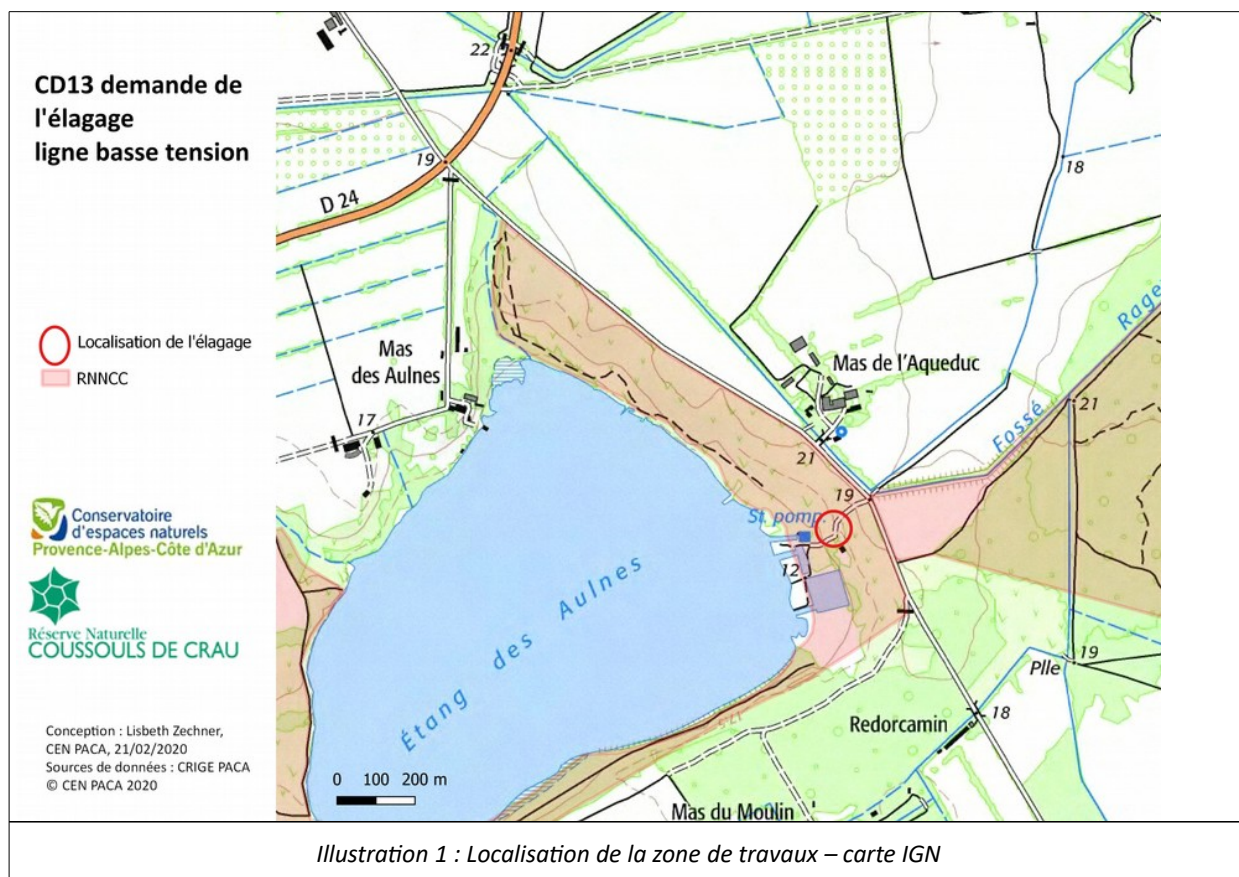 CD13 demande de
l'élagage
ligne basse tension
Localisation de l'élagage
RNNCC
Conservatoire
d'espaces naturels
Provence-Alpes-Côte d'Azur
Réserve Naturelle
COUSSOULS DE CRAU
Conception : Lisbeth Zechner,
CEN PACA, 21/02/2020
Sources de données : CRIGE PACA
© CEN PACA 2020
22
19
D 24
18
Mas
des Aulnes
17
Mas de l'Aqueduc
21
19
Fossé
Rage
21
St. pomp.
12
Étang des Aulnes
17,5
19
Plle
18
Redorcamin
Mas du Moulin
0 100 200 m
Illustration 1 : Localisation de la zone de travaux – carte IGN